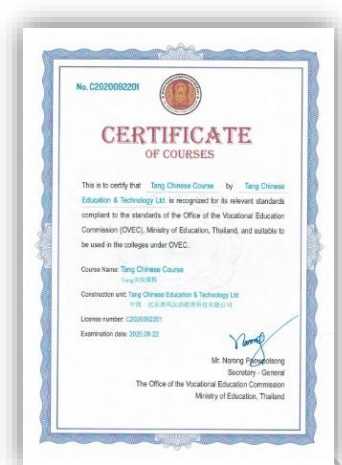 No. C2020092201
CERTIFICATE
OF COURSES
This is to certify that Tang Chinese Course by Tang Chinese
Education & Technology Ltd. is recognized for its relevant standards
compliant to the standards of the Office of the Vocational Education
Commission (OVEC), Ministry of Education, Thailand, and suitable to
be used in the colleges under OVEC.
Course Name: Tang Chinese Course
Construction unit: Tang Chinese Education & Technology Ltd.
License number: C2020092201
Examination date: 2020.09.22
Mr. Narong
Secretary - General
The Office of the Vocational Education Commission
Ministry of Education, Thailand